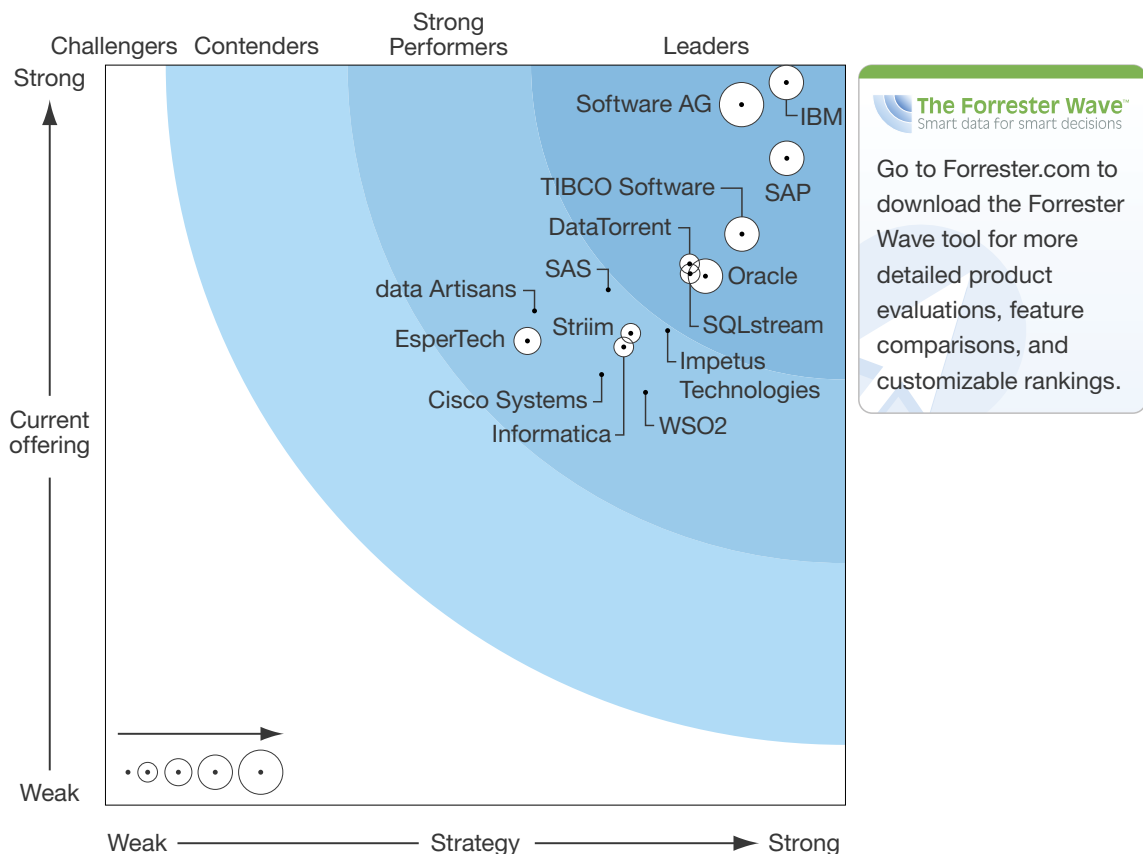 Challengers
Contenders
Strong
Performers
Leaders
Strong
Current
offering
Weak
Software AG
IBM
SAP
TIBCO Software
DataTorrent
SAS
Oracle
data Artisans
Striim
SQLstream
EsperTech
Impetus
Technologies
Cisco Systems
Informatica
WSO2
Weak
Strategy
Strong
The Forrester Wave™
Smart data for smart decisions
Go to Forrester.com to
download the Forrester
Wave tool for more
detailed product
evaluations, feature
comparisons, and
customizable rankings.